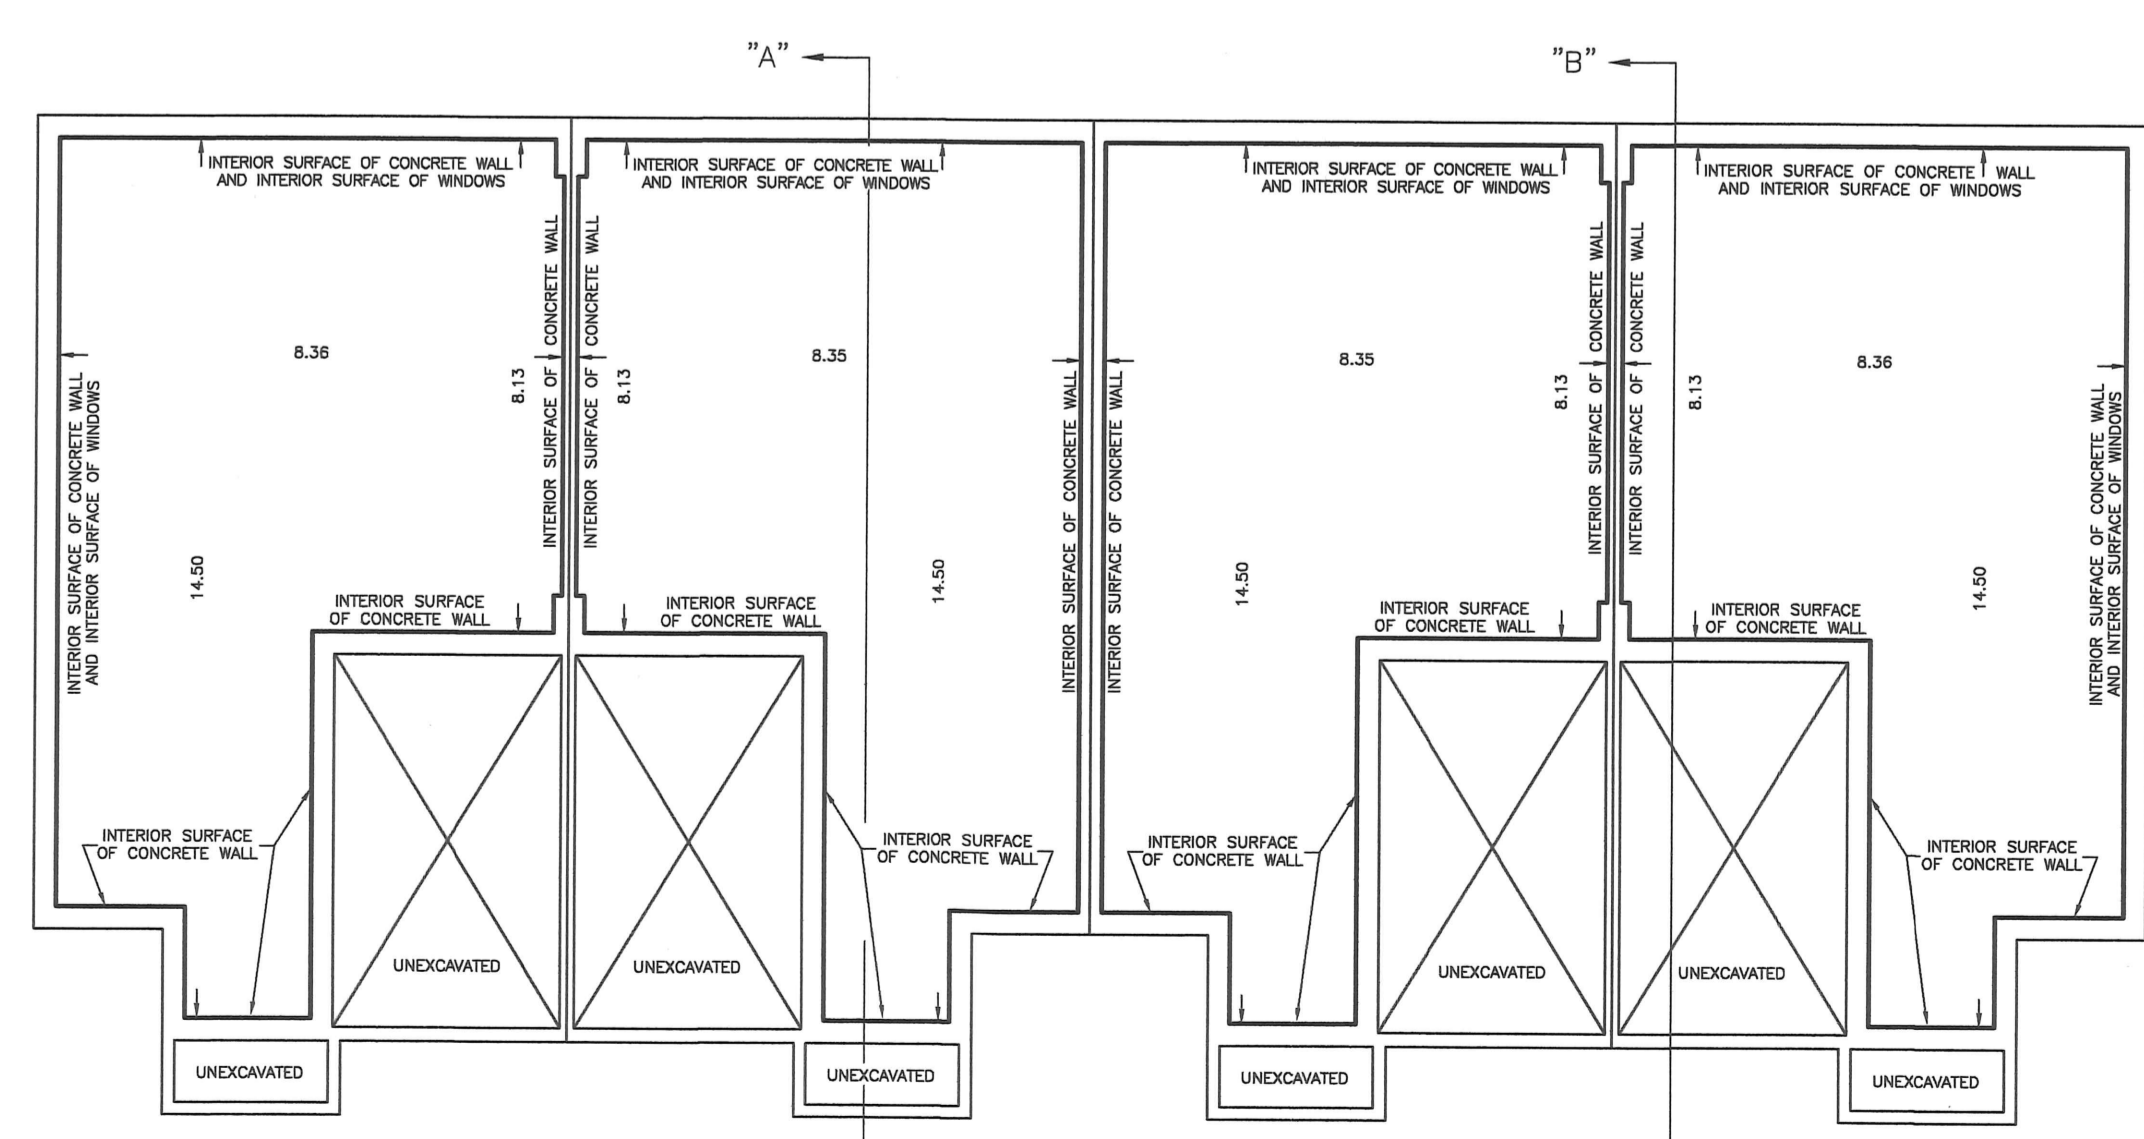 "A"
"B"
INTERIOR SURFACE OF CONCRETE WALL
AND INTERIOR SURFACE OF WINDOWS
INTERIOR SURFACE OF CONCRETE WALL
AND INTERIOR SURFACE OF WINDOWS
INTERIOR SURFACE OF CONCRETE WALL
AND INTERIOR SURFACE OF WINDOWS
INTERIOR SURFACE OF CONCRETE WALL
AND INTERIOR SURFACE OF WINDOWS
INTERIOR SURFACE OF CONCRETE WALL
AND INTERIOR SURFACE OF WINDOWS
8.36
8.13
INTERIOR SURFACE OF CONCRETE WALL
INTERIOR SURFACE OF CONCRETE WALL
8.13
8.35
INTERIOR SURFACE OF CONCRETE WALL
INTERIOR SURFACE OF CONCRETE WALL
8.35
8.13
INTERIOR SURFACE OF CONCRETE WALL
INTERIOR SURFACE OF CONCRETE WALL
8.13
8.36
INTERIOR SURFACE OF CONCRETE WALL
AND INTERIOR SURFACE OF WINDOWS
14.50
14.50
14.50
14.50
INTERIOR SURFACE
OF CONCRETE WALL
INTERIOR SURFACE
OF CONCRETE WALL
INTERIOR SURFACE
OF CONCRETE WALL
INTERIOR SURFACE
OF CONCRETE WALL
INTERIOR SURFACE
OF CONCRETE WALL
INTERIOR SURFACE
OF CONCRETE WALL
INTERIOR SURFACE
OF CONCRETE WALL
INTERIOR SURFACE
OF CONCRETE WALL
UNEXCAVATED
UNEXCAVATED
UNEXCAVATED
UNEXCAVATED
UNEXCAVATED
UNEXCAVATED
UNEXCAVATED
UNEXCAVATED